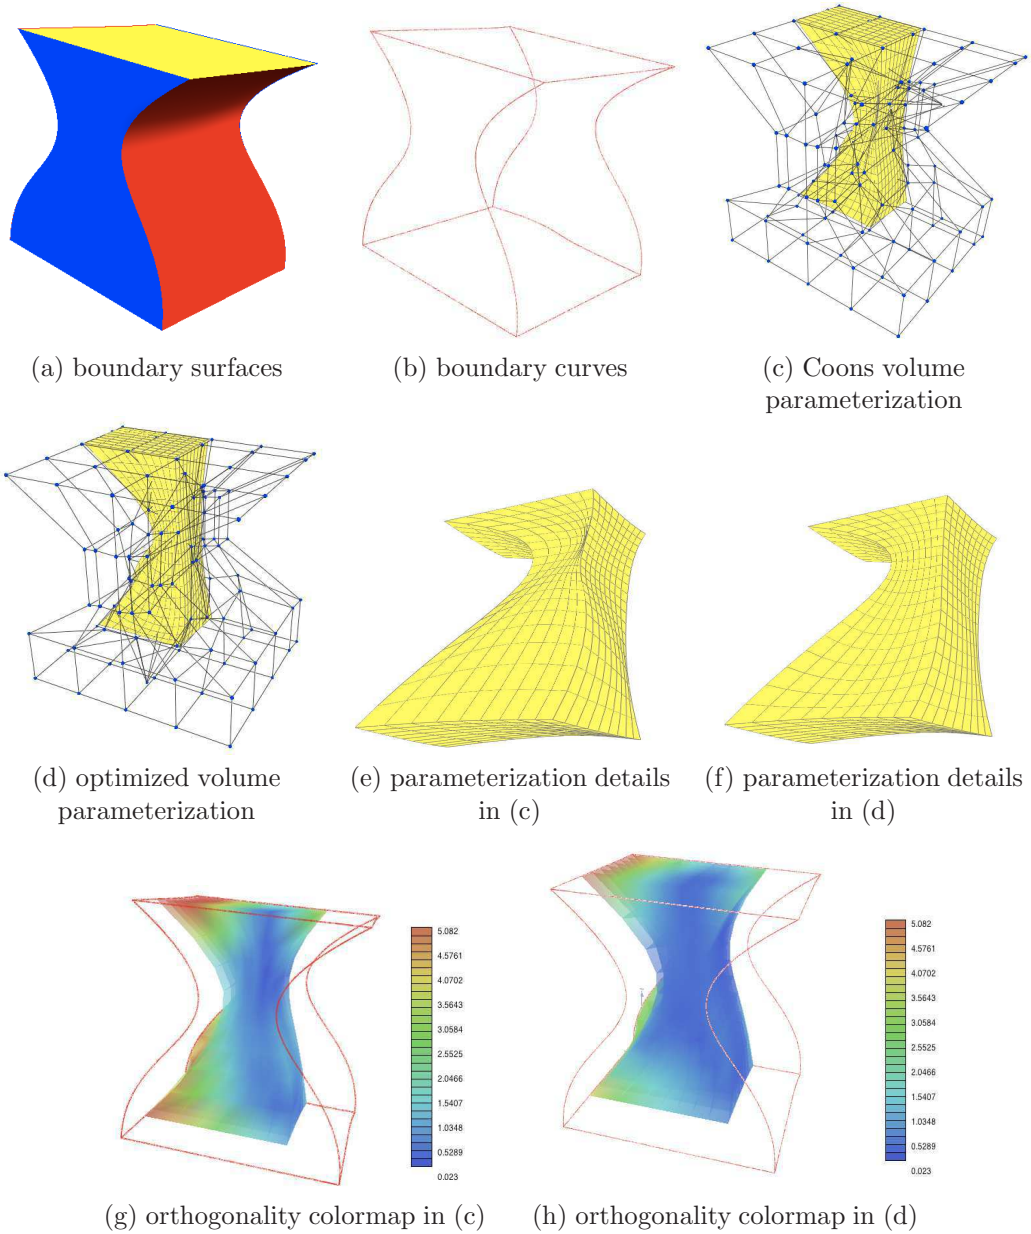 (a) boundary surfaces
(b) boundary curves
(c) Coons volume
parameterization
(d) optimized volume
parameterization
(e) parameterization details
in (c)
(f) parameterization details
in (d)
5.082
4.5761
4.0702
3.5643
3.0584
2.5525
2.0466
1.5407
1.0348
0.5289
0.023
5.082
4.5761
4.0702
3.5643
3.0584
2.5525
2.0466
1.5407
1.0348
0.5289
0.023
(g) orthogonality colormap in (c)
(h) orthogonality colormap in (d)